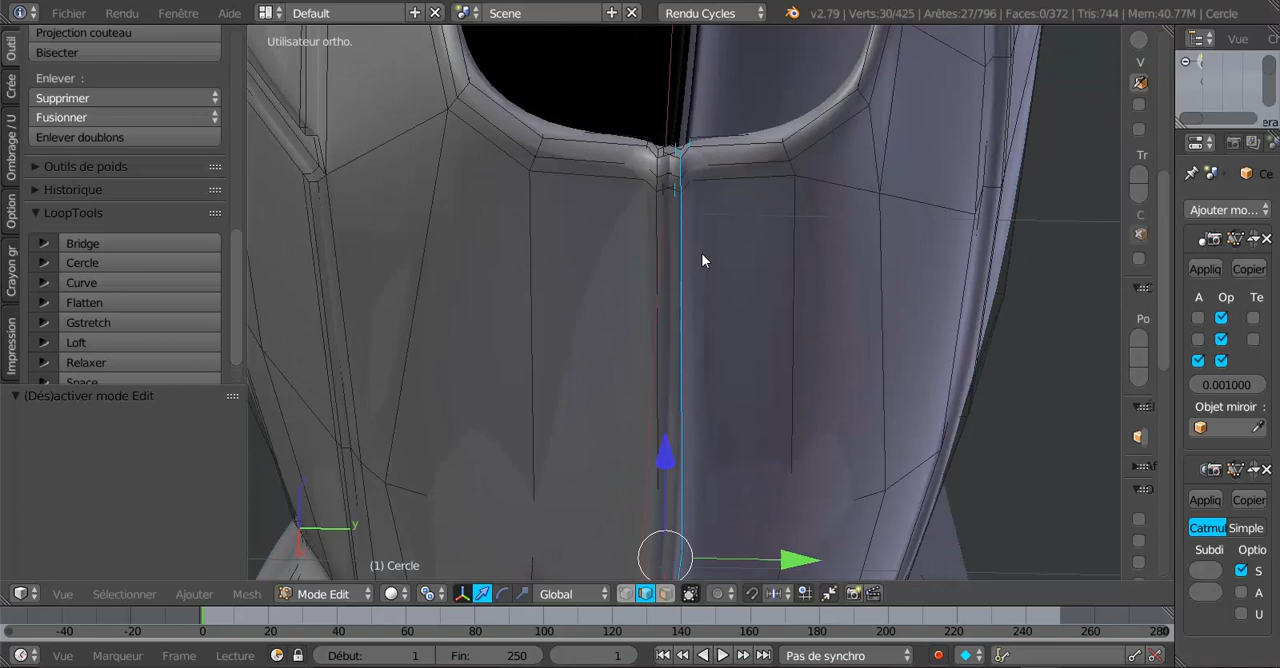 Fichier Rendu Fenêtre Aide Default Scene Rendu Cycles v2.79 | Verts:30/425 | Arêtes:27/796 | Faces:0/372 | Tris:744 | Mem:40.77M | Cercle
Outil
Crée
Ombrage / U
Option
Crayon gr
Impression
Projection couteau
Bisecter
Enlever :
Supprimer
Fusionner
Enlever doublons
Outils de poids
Historique
LoopTools
Bridge
Cercle
Curve
Flatten
Gstretch
Loft
Relaxer
Space
(Dés)activer mode Edit
Utilisateur ortho.
y
(1) Cercle
V
Tr
C
Po
Vue
era
Ce
Ajouter mo...
Appliq Copier
A Op Te
0.001000
Objet miroir :
Appliq Copier
Catmu Simple
Subdi Optio
S
A
U
Vue Sélectionner Ajouter Mesh Mode Edit Global
-40 -20 0 20 40 60 80 100 120 140 160 180 200 220 240 260 280
Vue Marqueur Frame Lecture Début: 1 Fin: 250 1 Pas de synchro